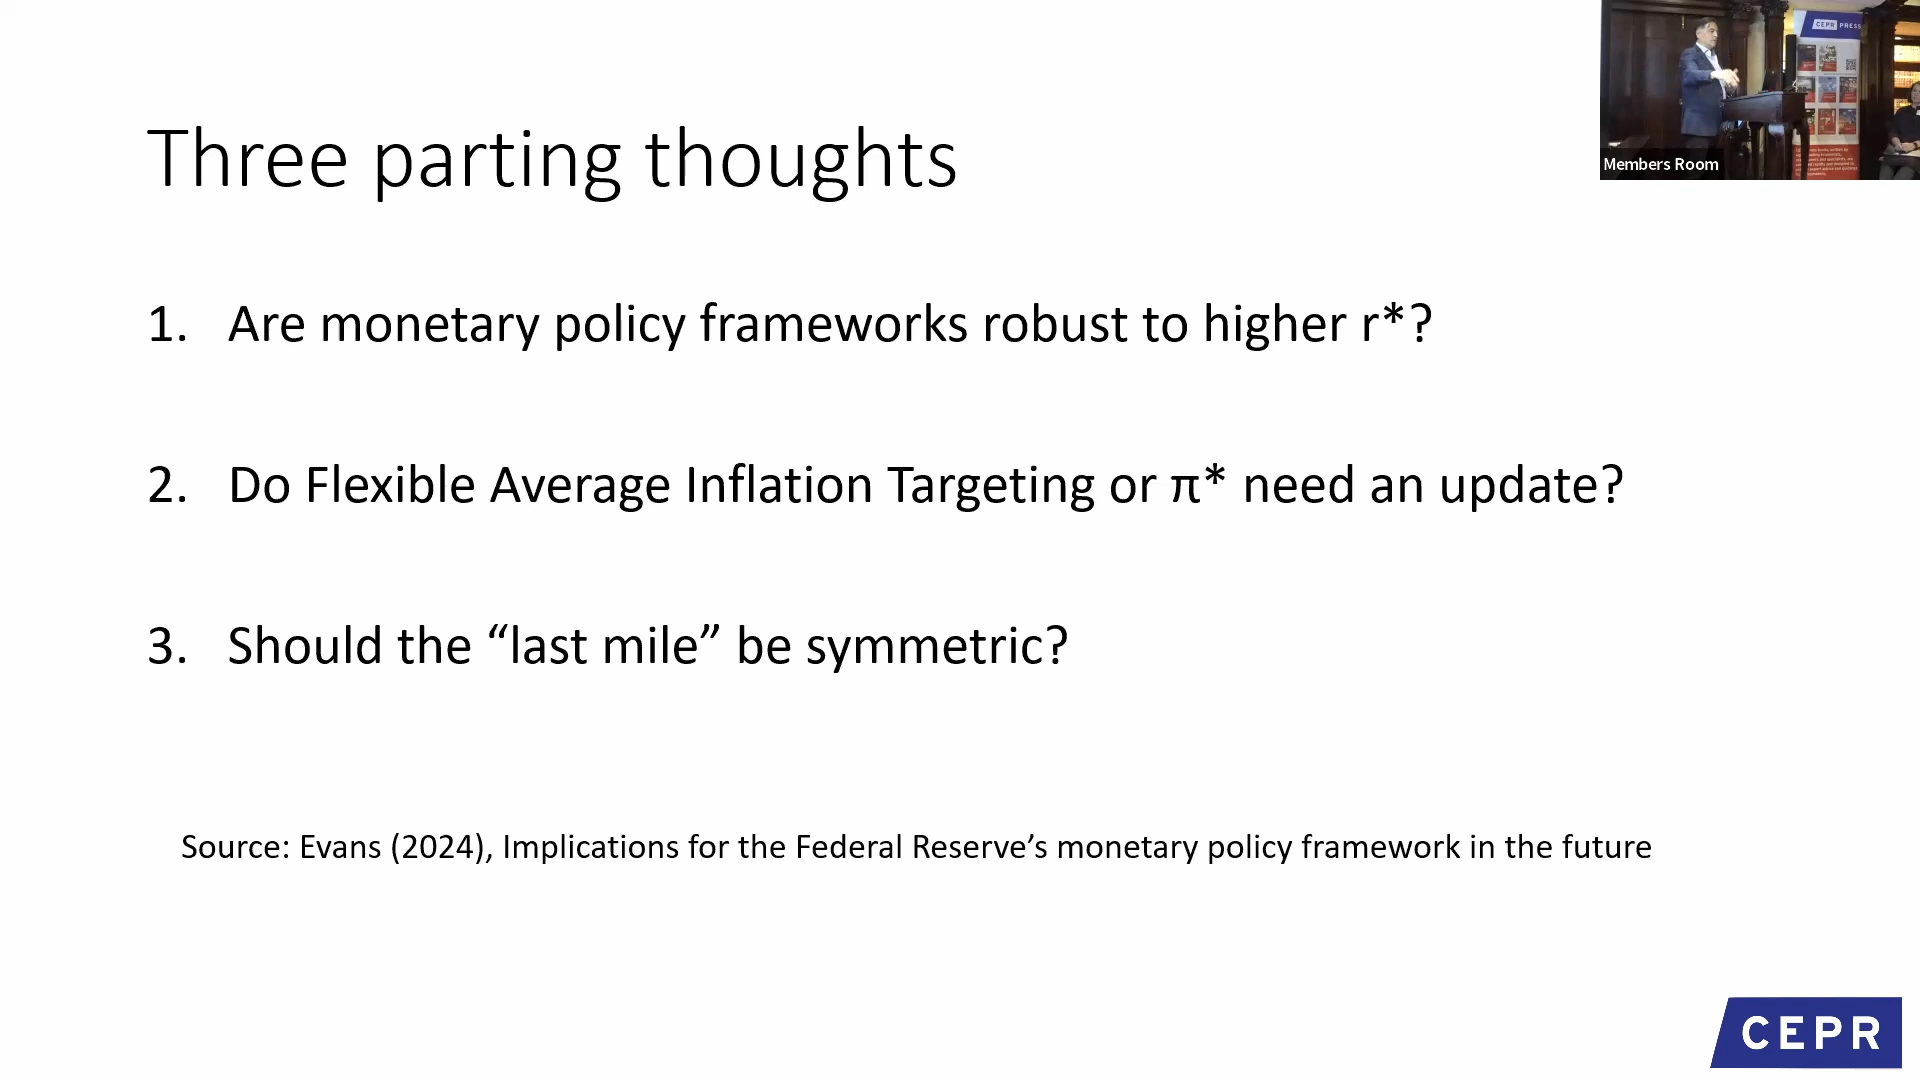 CEPR PRESS
Members Room
Three parting thoughts
1. Are monetary policy frameworks robust to higher r*?
2. Do Flexible Average Inflation Targeting or π* need an update?
3. Should the “last mile” be symmetric?
Source: Evans (2024), Implications for the Federal Reserve’s monetary policy framework in the future
CEPR